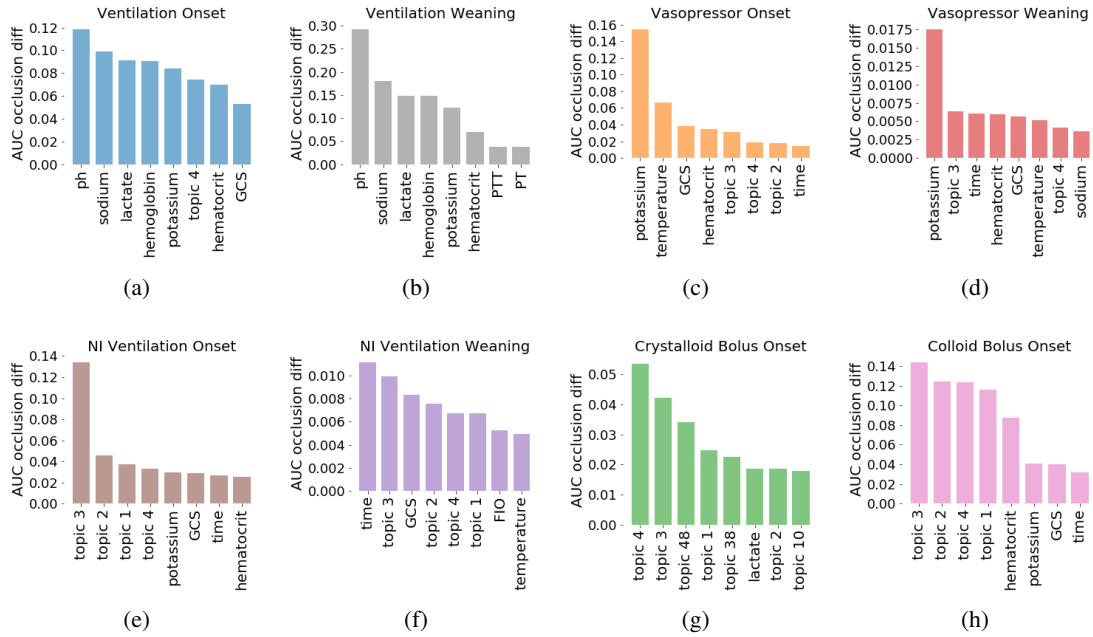 Ventilation Onset
AUC occlusion diff
0.12
0.10
0.08
0.06
0.04
0.02
0.00
ph
sodium
lactate
hemoglobin
potassium
topic 4
hematocrit
GCS
(a)
Ventilation Weaning
AUC occlusion diff
0.30
0.25
0.20
0.15
0.10
0.05
0.00
ph
sodium
lactate
hemoglobin
potassium
hematocrit
PTT
PT
(b)
Vasopressor Onset
AUC occlusion diff
0.16
0.14
0.12
0.10
0.08
0.06
0.04
0.02
0.00
potassium
temperature
GCS
hematocrit
topic 3
topic 4
topic 2
time
(c)
Vasopressor Weaning
AUC occlusion diff
0.0175
0.0150
0.0125
0.0100
0.0075
0.0050
0.0025
0.0000
potassium
topic 3
time
hematocrit
GCS
temperature
topic 4
sodium
(d)
NI Ventilation Onset
AUC occlusion diff
0.14
0.12
0.10
0.08
0.06
0.04
0.02
0.00
topic 3
topic 2
topic 1
topic 4
potassium
GCS
time
hematocrit
(e)
NI Ventilation Weaning
AUC occlusion diff
0.010
0.008
0.006
0.004
0.002
0.000
time
topic 3
GCS
topic 2
topic 4
topic 1
FIO
temperature
(f)
Crystalloid Bolus Onset
AUC occlusion diff
0.05
0.04
0.03
0.02
0.01
0.00
topic 4
topic 3
topic 48
topic 1
topic 38
lactate
topic 2
topic 10
(g)
Colloid Bolus Onset
AUC occlusion diff
0.14
0.12
0.10
0.08
0.06
0.04
0.02
0.00
topic 3
topic 2
topic 4
topic 1
hematocrit
potassium
GCS
time
(h)